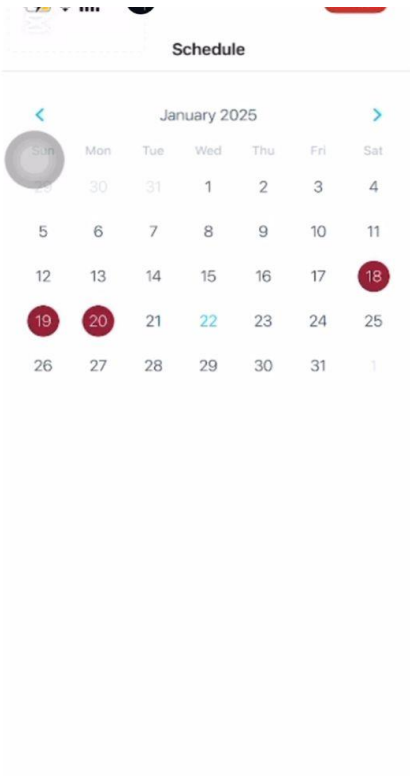 Schedule
January 2025
Sun Mon Tue Wed Thu Fri Sat
29 30 31 1 2 3 4
5 6 7 8 9 10 11
12 13 14 15 16 17 18
19 20 21 22 23 24 25
26 27 28 29 30 31 1